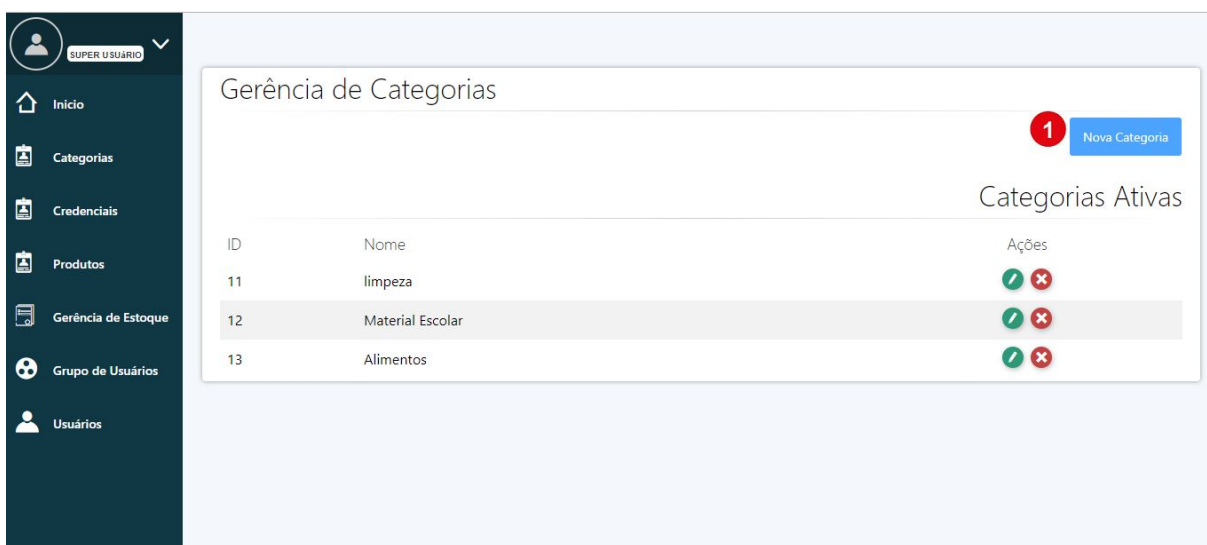 SUPER USUáRIO
Inicio
Categorias
Credenciais
Produtos
Gerência de Estoque
Grupo de Usuários
Usuários
Gerência de Categorias
1 Nova Categoria
Categorias Ativas
ID Nome Ações
11 limpeza
12 Material Escolar
13 Alimentos